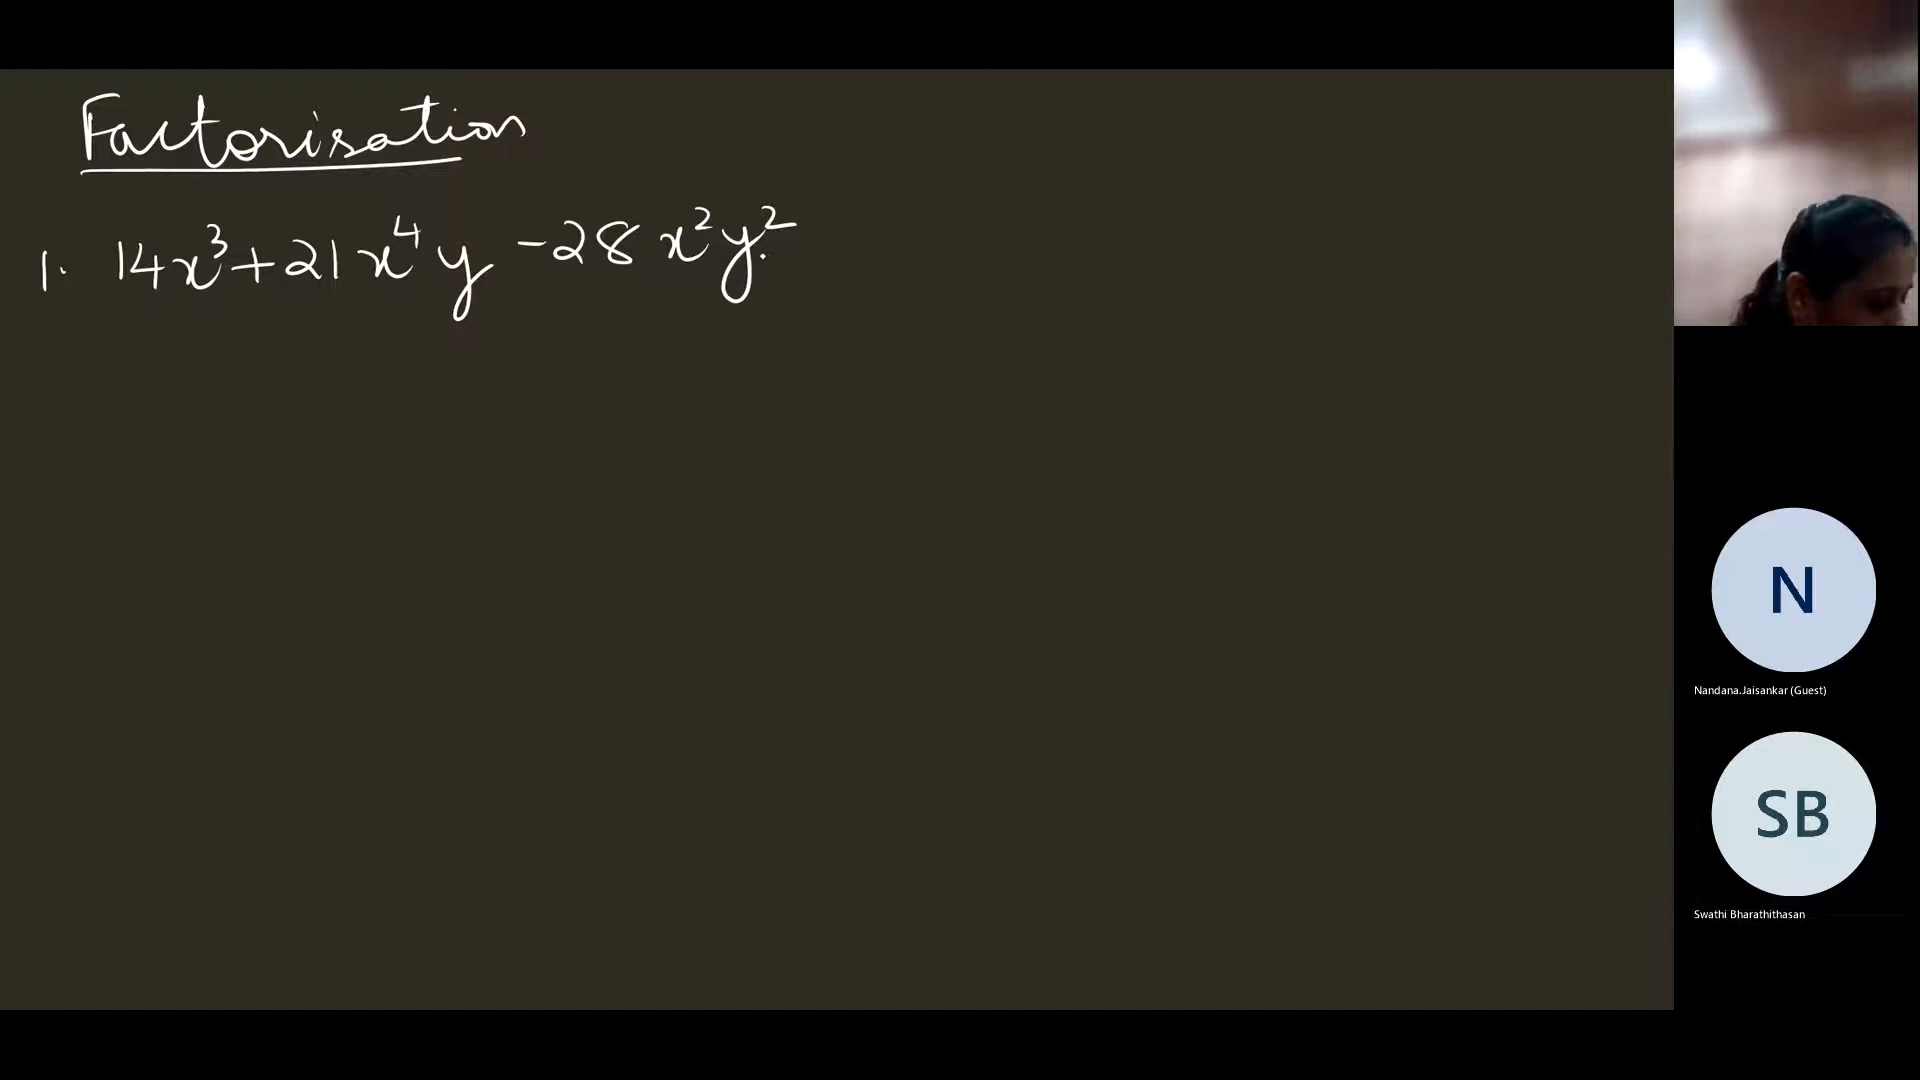 Factorisation
1. 14x³+21x⁴y -28x²y²
N
Nandana.Jaisankar (Guest)
SB
Swathi Bharathithasan